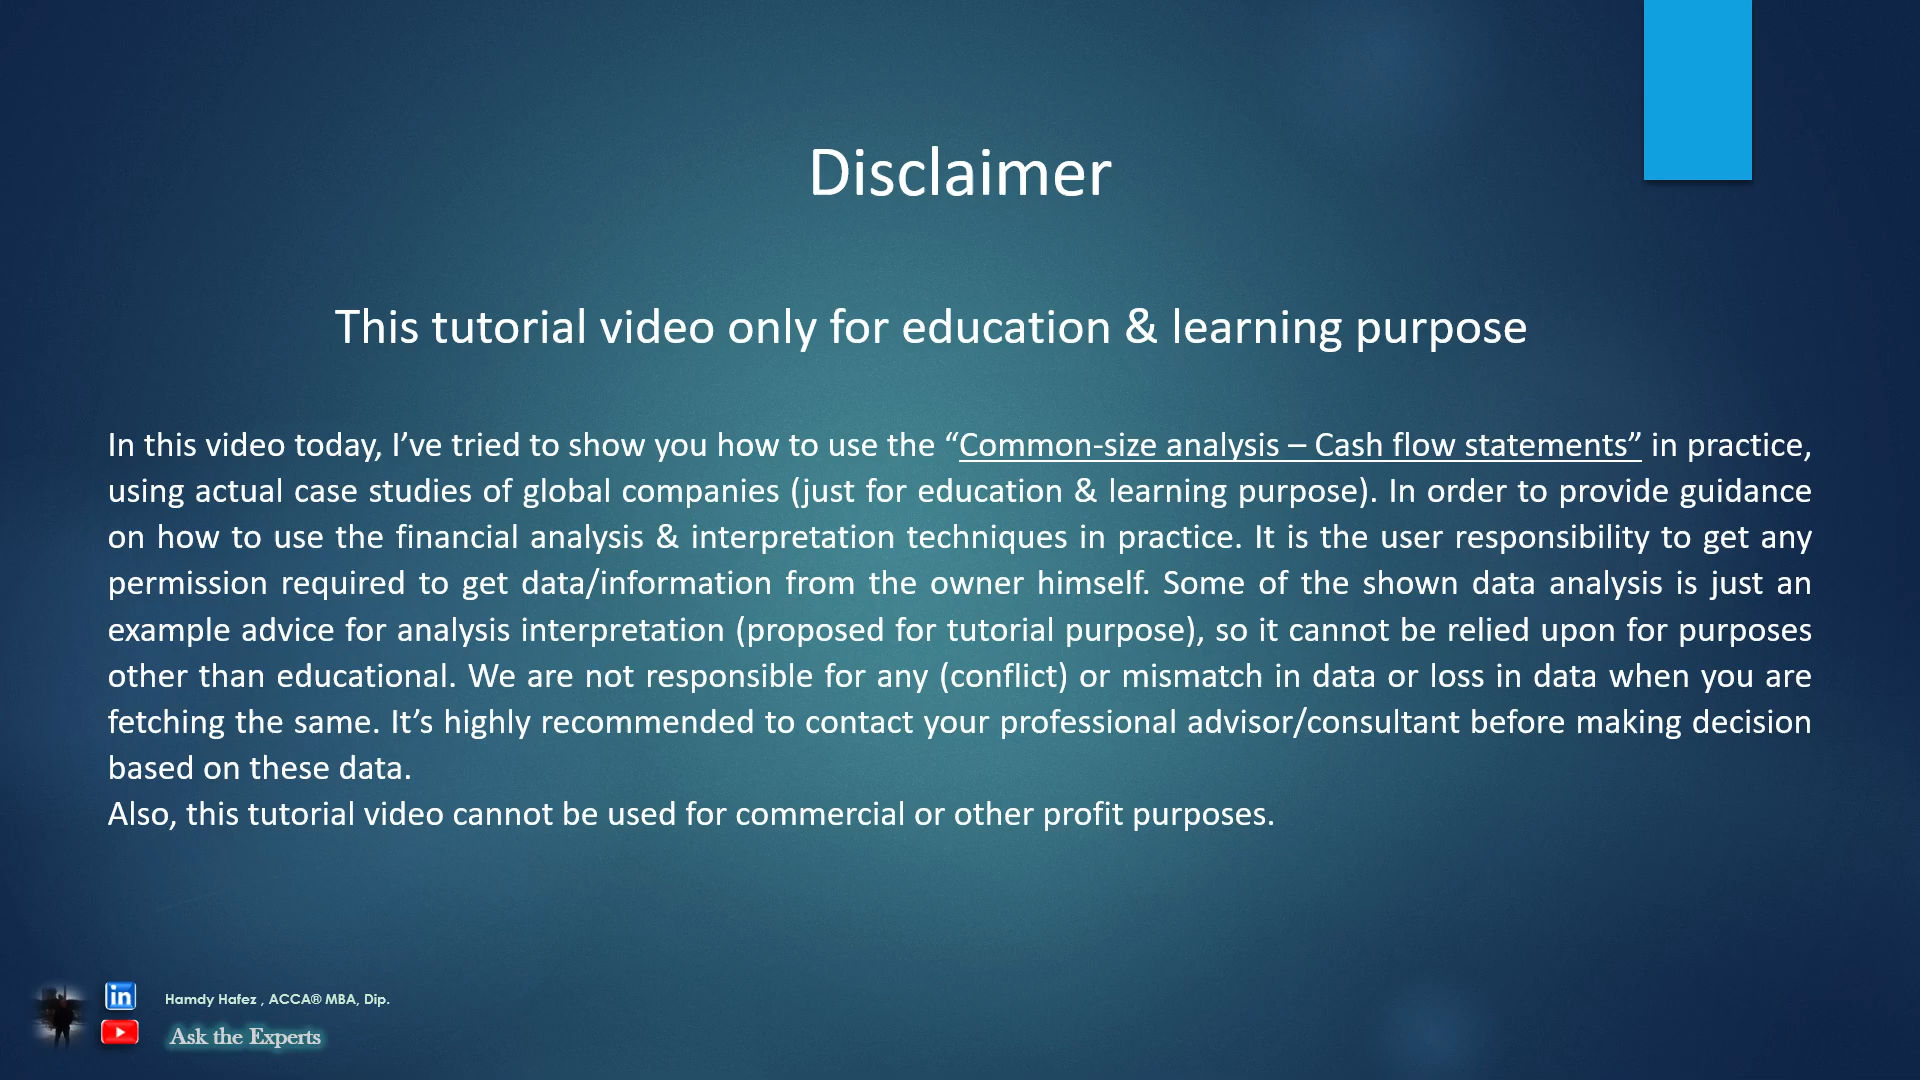 Disclaimer
This tutorial video only for education & learning purpose
In this video today, I’ve tried to show you how to use the “Common-size analysis – Cash flow statements” in practice,
using actual case studies of global companies (just for education & learning purpose). In order to provide guidance
on how to use the financial analysis & interpretation techniques in practice. It is the user responsibility to get any
permission required to get data/information from the owner himself. Some of the shown data analysis is just an
example advice for analysis interpretation (proposed for tutorial purpose), so it cannot be relied upon for purposes
other than educational. We are not responsible for any (conflict) or mismatch in data or loss in data when you are
fetching the same. It’s highly recommended to contact your professional advisor/consultant before making decision
based on these data.
Also, this tutorial video cannot be used for commercial or other profit purposes.
in
Hamdy Hafez , ACCA® MBA, Dip.
Ask the Experts